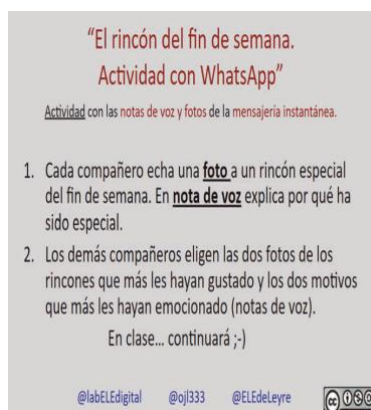 “El rincón del fin de semana.
Actividad con WhatsApp”
Actividad con las notas de voz y fotos de la mensajería instantánea.
1. Cada compañero echa una foto a un rincón especial
del fin de semana. En nota de voz explica por qué ha
sido especial.
2. Los demás compañeros eligen las dos fotos de los
rincones que más les hayan gustado y los dos motivos
que más les hayan emocionado (notas de voz).
En clase... continuará ;-)
@labELEdigital @ojl333 @ELEdeLeyre cc